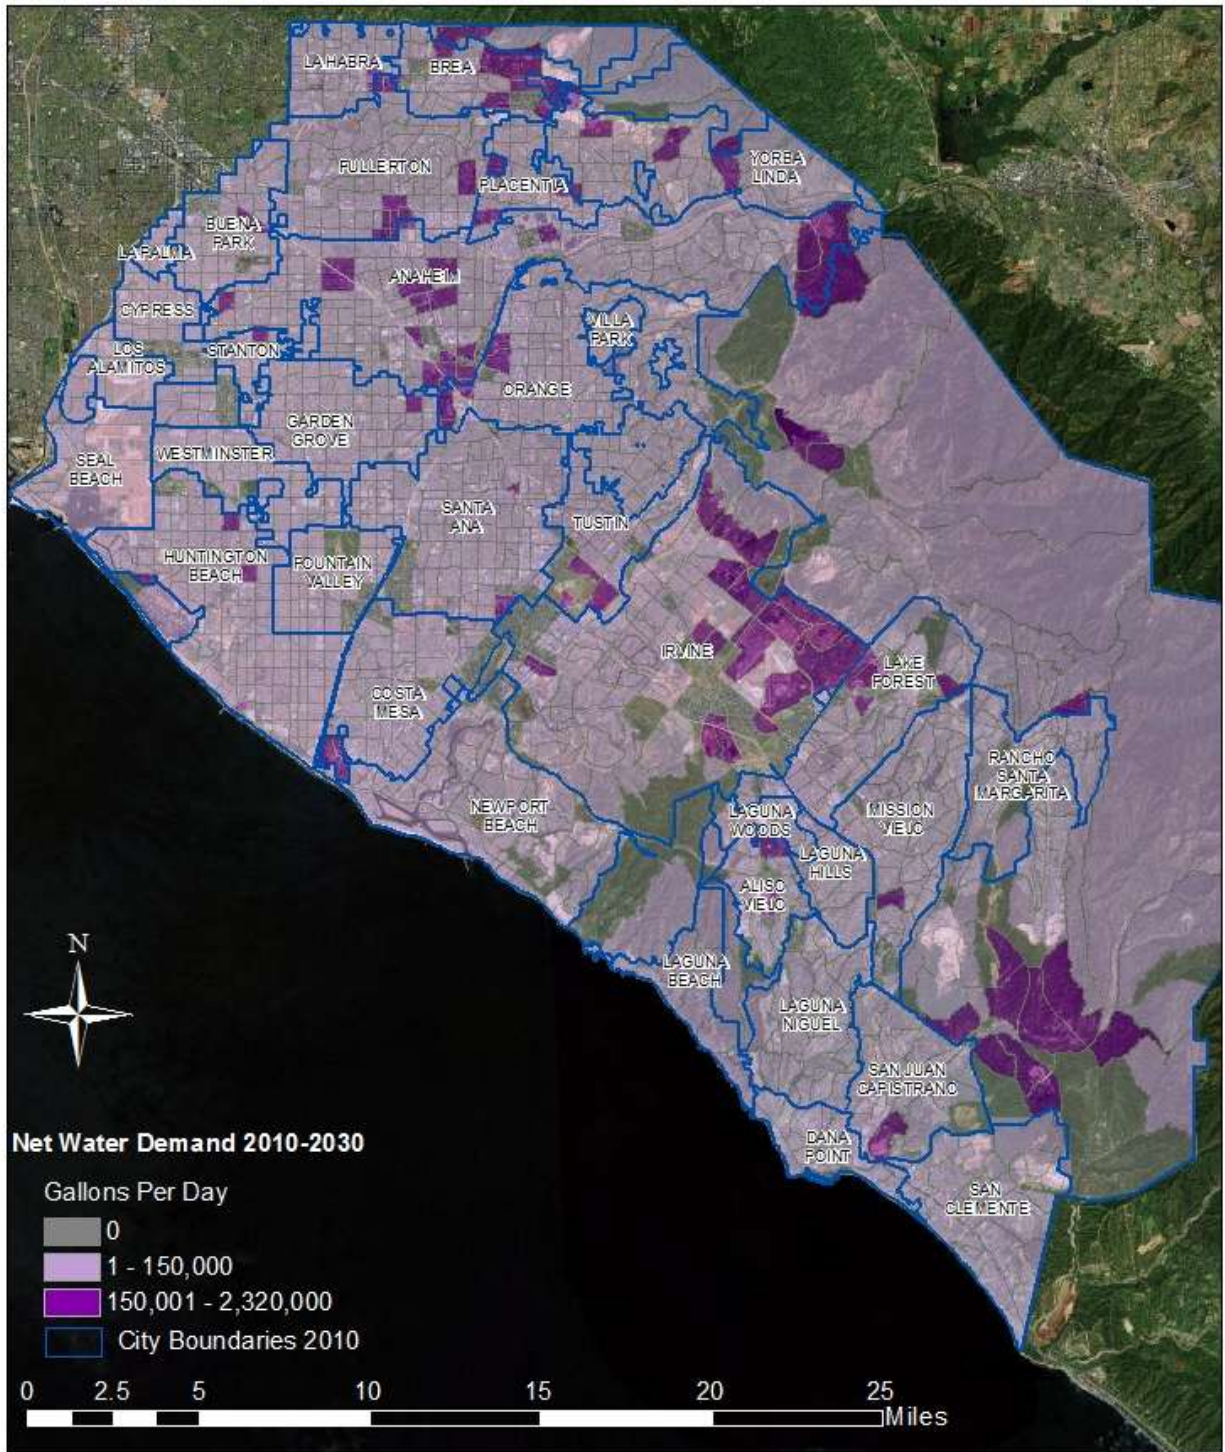 LA HABRA
BREA
FULLERTON
PLACENTIA
YORBA
LINDA
BUENA
PARK
LA PALMA
ANAHEIM
CYPRESS
VILLA
PARK
LOS
ALAMITOS
STANTON
ORANGE
GARDEN
GROVE
WESTMINSTER
SEAL
BEACH
SANTA
ANA
TUSTIN
HUNTINGTON
BEACH
FOUNTAIN
VALLEY
IRVINE
LAKE
FOREST
COSTA
MESA
RANCHO
SANTA
MARGARITA
NEWPORT
BEACH
LAGUNA
WOODS
MISSION
VIEJO
LAGUNA
HILLS
ALISO
VIEJO
N
LAGUNA
BEACH
LAGUNA
NIGUEL
SAN JUAN
CAPISTRANO
DANA
POINT
SAN
CLEMENTE
Net Water Demand 2010-2030
Gallons Per Day
0
1 - 150,000
150,001 - 2,320,000
City Boundaries 2010
0 2.5 5 10 15 20 25
Miles